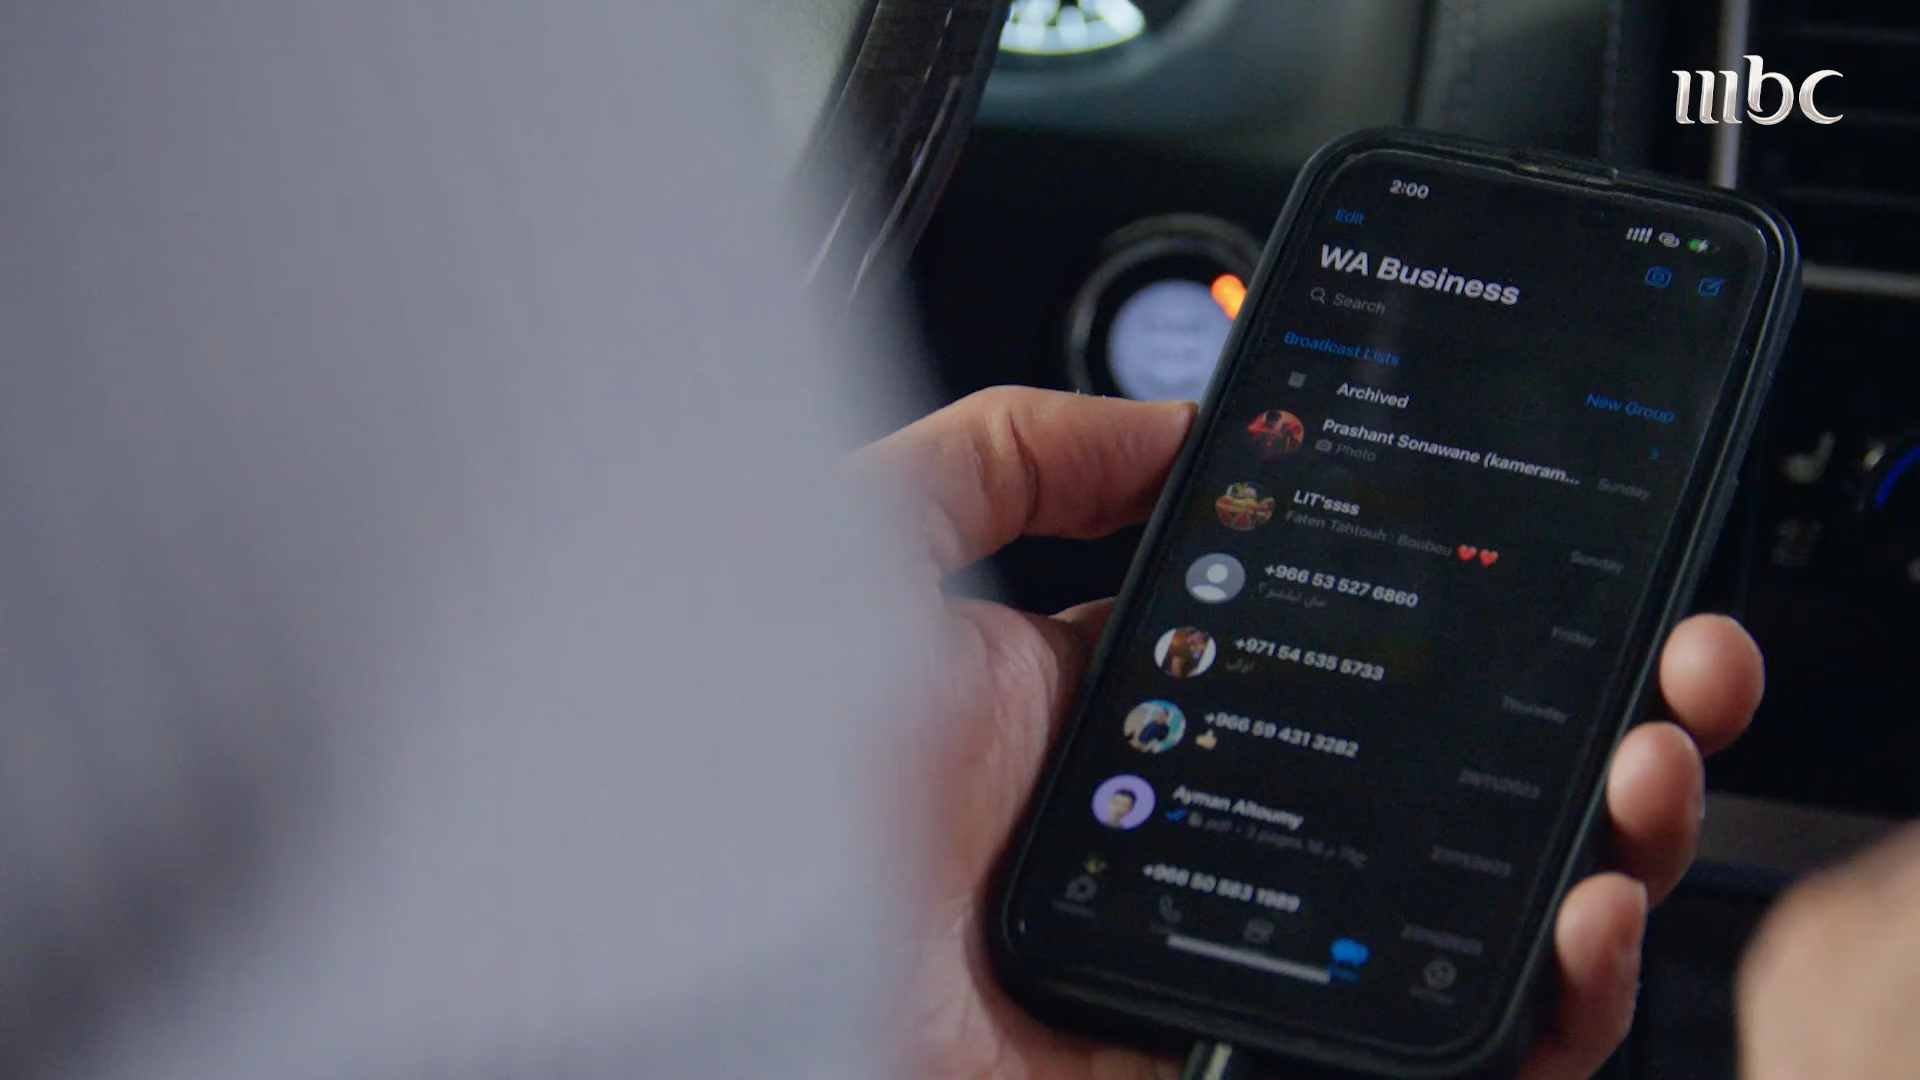 mbc
2:00
Edit
WA Business
Search
Broadcast Lists
New Group
Archived
Prashant Sonawane (kameram...
Photo
Sunday
LIT'ssss
Faten Tahtouh: Boubou ❤️❤️
Sunday
+966 53 527 6860
Friday
+971 54 535 5733
Thursday
+966 59 431 3282
👍
Ayman Altoumy
+966 50 583 1989